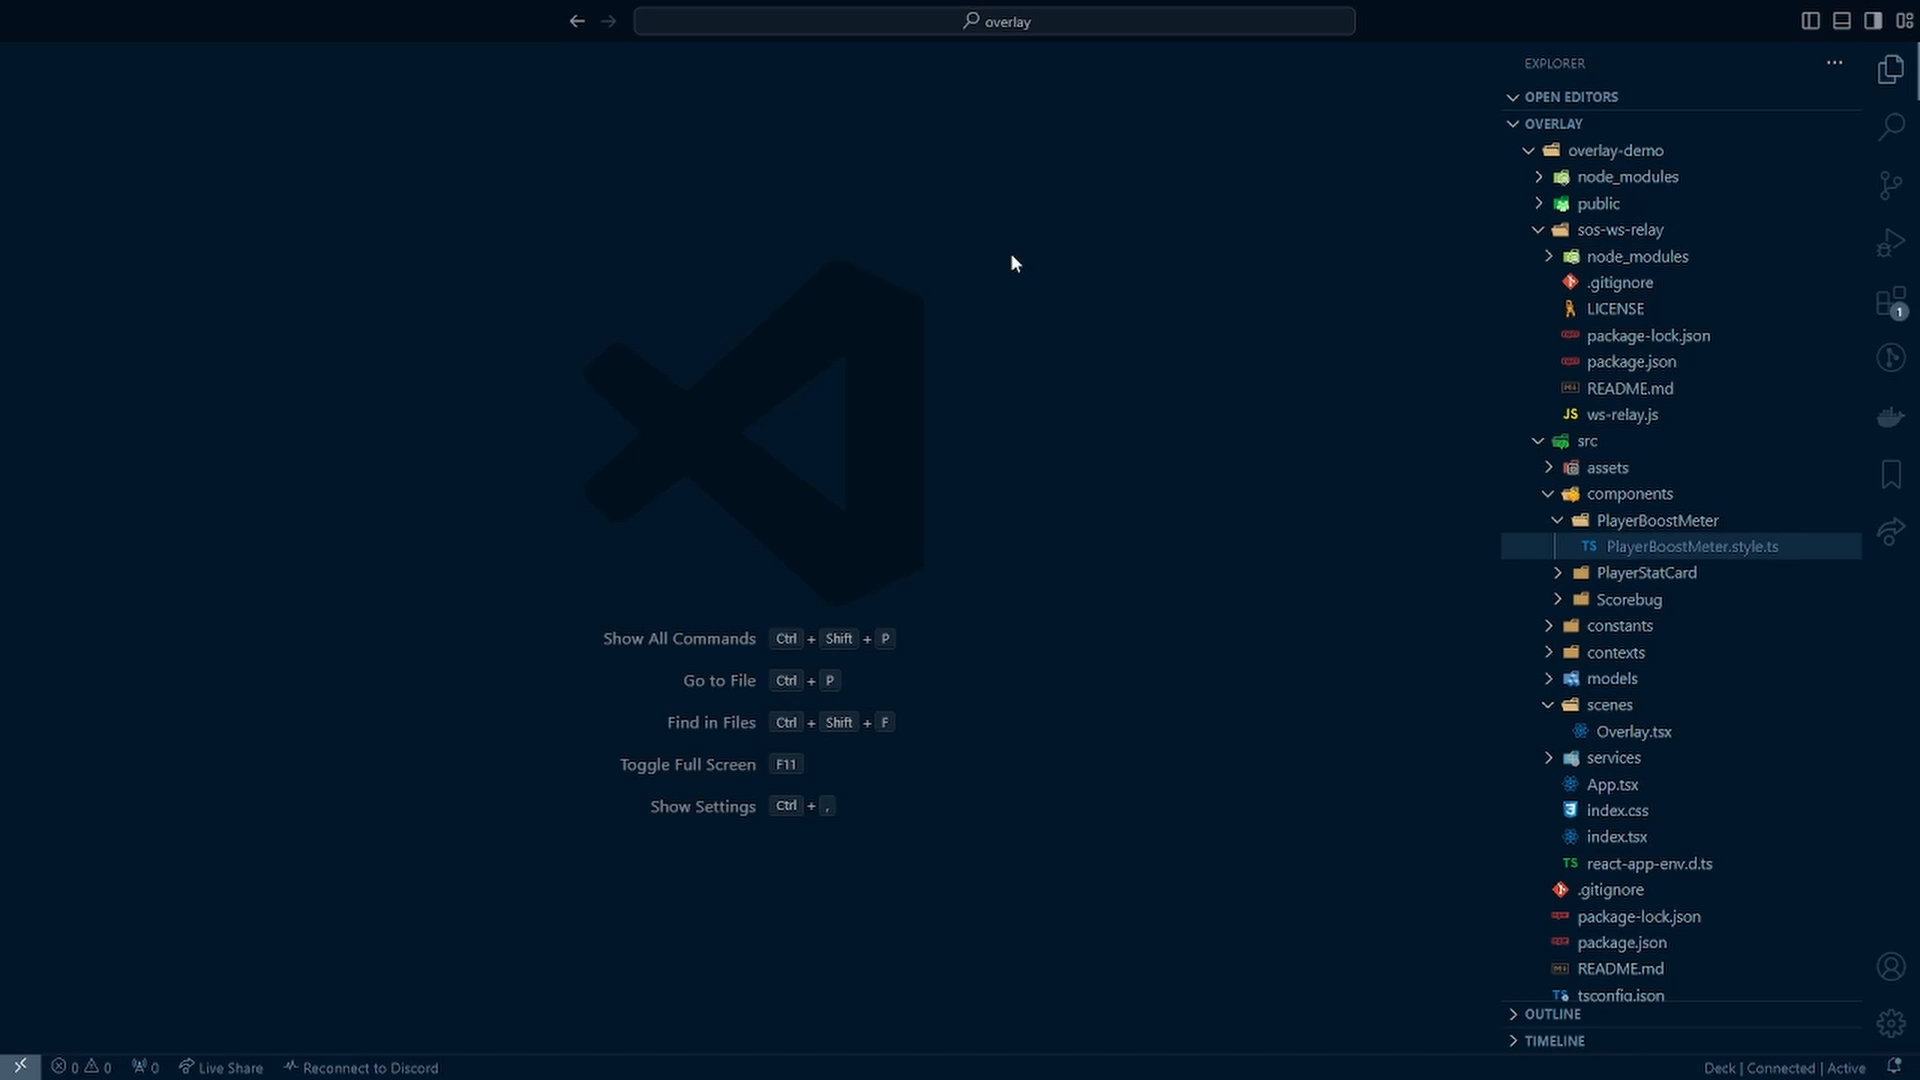 overlay
EXPLORER
OPEN EDITORS
OVERLAY
overlay-demo
node_modules
public
sos-ws-relay
node_modules
.gitignore
LICENSE
package-lock.json
package.json
README.md
JS ws-relay.js
src
assets
components
PlayerBoostMeter
TS PlayerBoostMeter.style.ts
PlayerStatCard
Scorebug
constants
contexts
models
scenes
Overlay.tsx
services
App.tsx
index.css
index.tsx
TS react-app-env.d.ts
.gitignore
package-lock.json
package.json
README.md
TS tsconfig.json
OUTLINE
TIMELINE
1
Show All Commands Ctrl + Shift + P
Go to File Ctrl + P
Find in Files Ctrl + Shift + F
Toggle Full Screen F11
Show Settings Ctrl + ,
0 0 0 Live Share Reconnect to Discord
Deck | Connected | Active